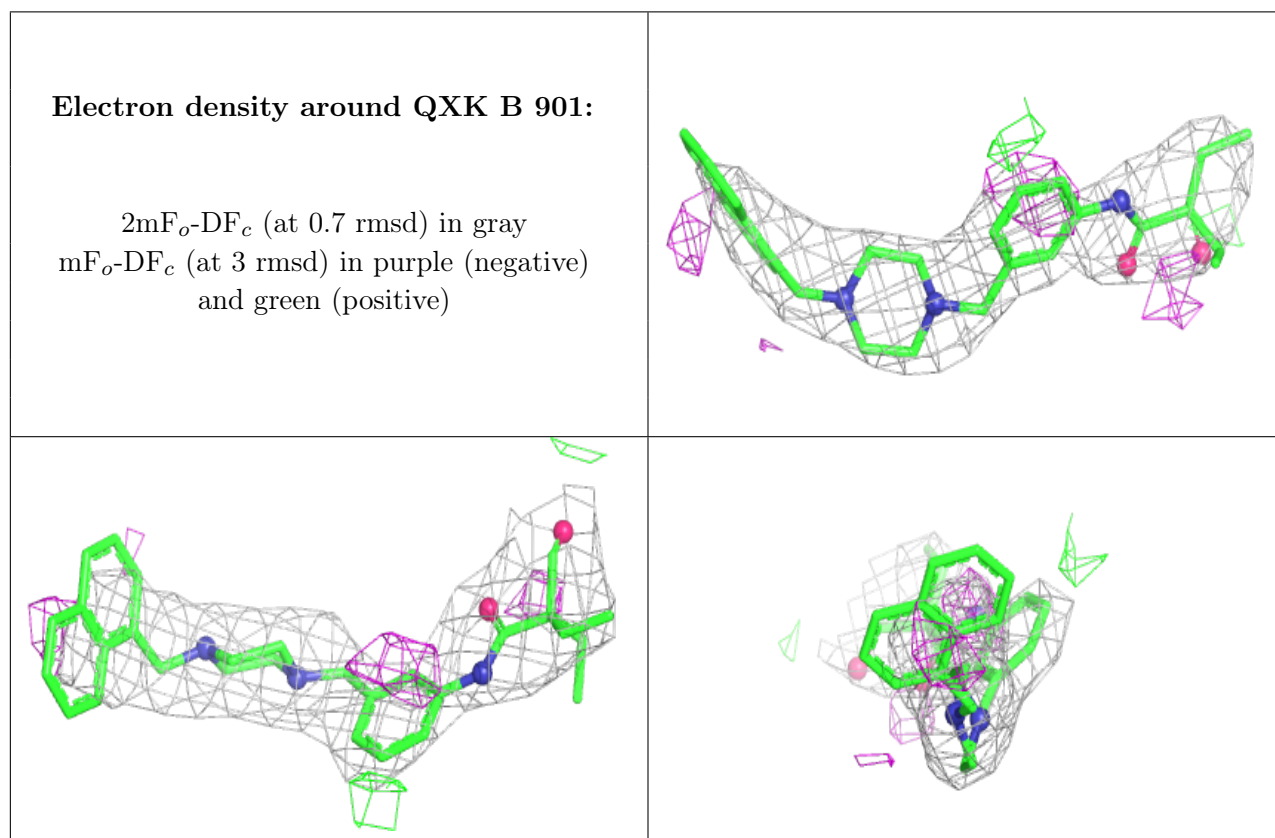 Electron density around QXK B 901:
2mFo-DFc (at 0.7 rmsd) in gray
mFo-DFc (at 3 rmsd) in purple (negative)
and green (positive)